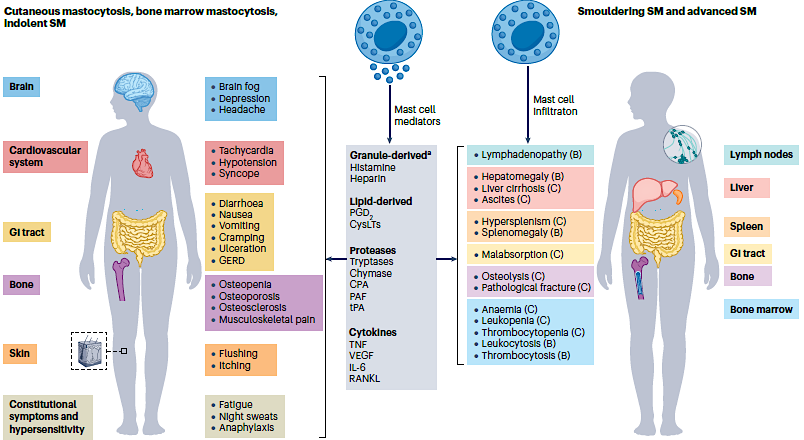 Cutaneous mastocytosis, bone marrow mastocytosis,
indolent SM
Smouldering SM and advanced SM
Brain
• Brain fog
• Depression
• Headache
Cardiovascular
system
• Tachycardia
• Hypotension
• Syncope
GI tract
• Diarrhoea
• Nausea
• Vomiting
• Cramping
• Ulceration
• GERD
Bone
• Osteopenia
• Osteoporosis
• Osteosclerosis
• Musculoskeletal pain
Skin
• Flushing
• Itching
Constitutional
symptoms and
hypersensitivity
• Fatigue
• Night sweats
• Anaphylaxis
Mast cell
mediators
Granule-derivedᵃ
Histamine
Heparin
Lipid-derived
PGD₂
CysLTs
Proteases
Tryptases
Chymase
CPA
PAF
tPA
Cytokines
TNF
VEGF
IL-6
RANKL
Mast cell
infiltraton
• Lymphadenopathy (B)
• Hepatomegaly (B)
• Liver cirrhosis (C)
• Ascites (C)
• Hypersplenism (C)
• Splenomegaly (B)
• Malabsorption (C)
• Osteolysis (C)
• Pathological fracture (C)
• Anaemia (C)
• Leukopenia (C)
• Thrombocytopenia (C)
• Leukocytosis (B)
• Thrombocytosis (B)
Lymph nodes
Liver
Spleen
GI tract
Bone
Bone marrow